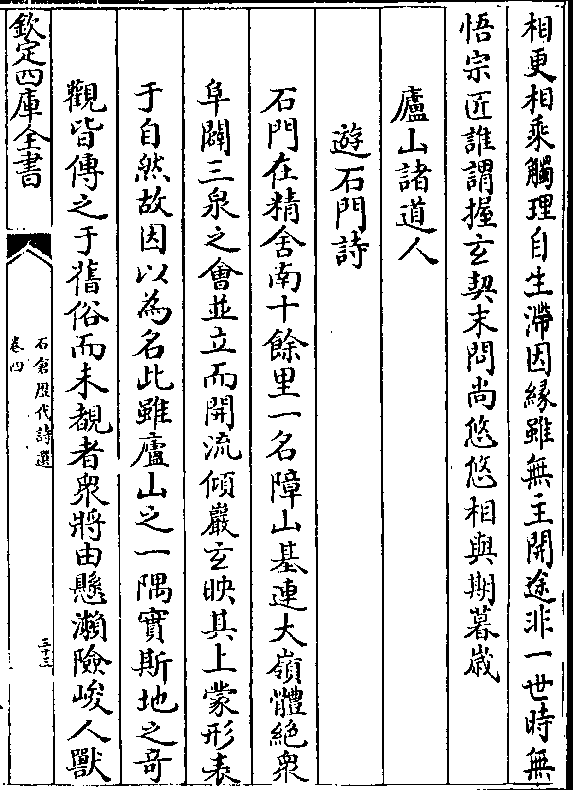 相更相乘觸理自生滯因緣雖無主開途非一世時無
悟宗匠誰謂握玄契末問尚悠悠相與期暮歲
廬山諸道人
遊石門詩
石門在精舍南十餘里一名障山基連大嶺體絶衆
阜闢三泉之會並立而開流傾巖玄映其上蒙形表
于自然故因以為名此雖廬山之一隅實斯地之奇
觀皆傳之于舊俗而未覩者衆將由懸瀨險峻人獸
欽定四庫全書
石倉歷代詩選
卷四
三十三